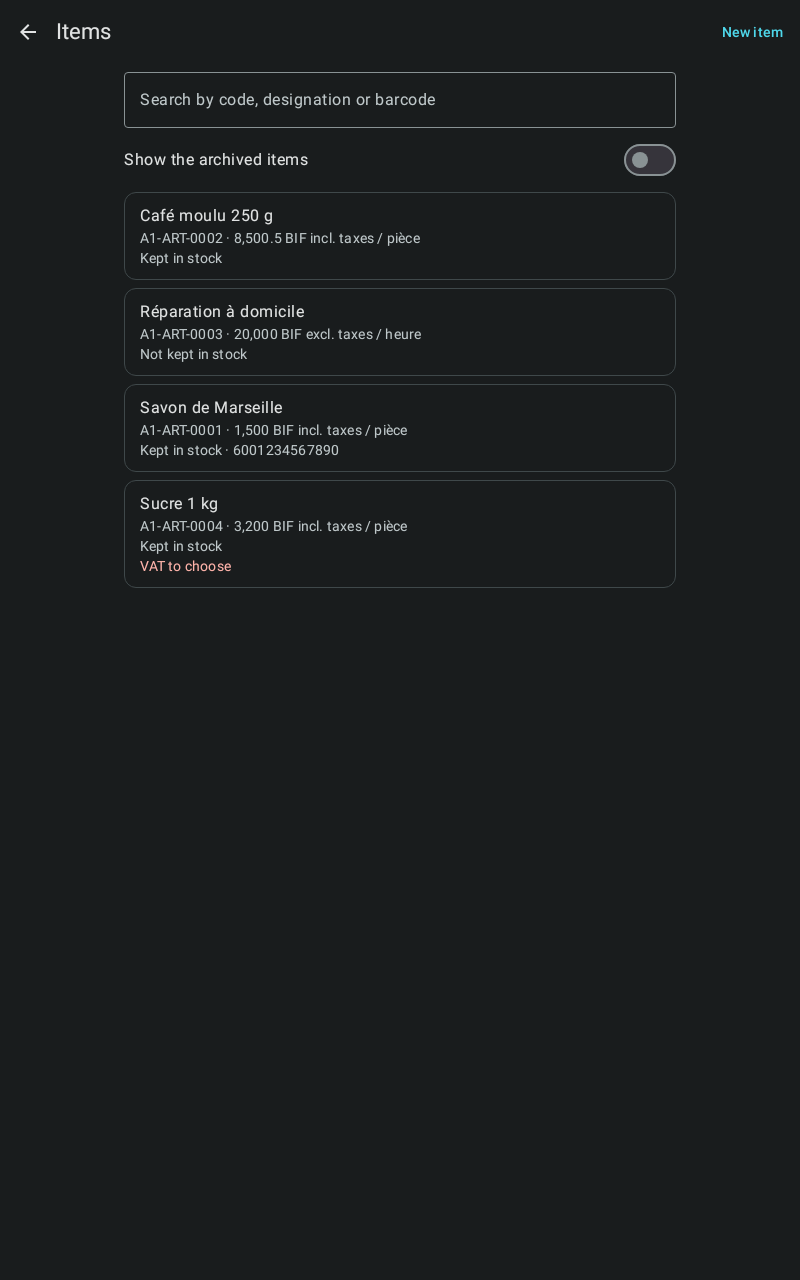 Items
New item
Search by code, designation or barcode
Show the archived items
Café moulu 250 g
A1-ART-0002 · 8,500.5 BIF incl. taxes / pièce
Kept in stock
Réparation à domicile
A1-ART-0003 · 20,000 BIF excl. taxes / heure
Not kept in stock
Savon de Marseille
A1-ART-0001 · 1,500 BIF incl. taxes / pièce
Kept in stock · 6001234567890
Sucre 1 kg
A1-ART-0004 · 3,200 BIF incl. taxes / pièce
Kept in stock
VAT to choose